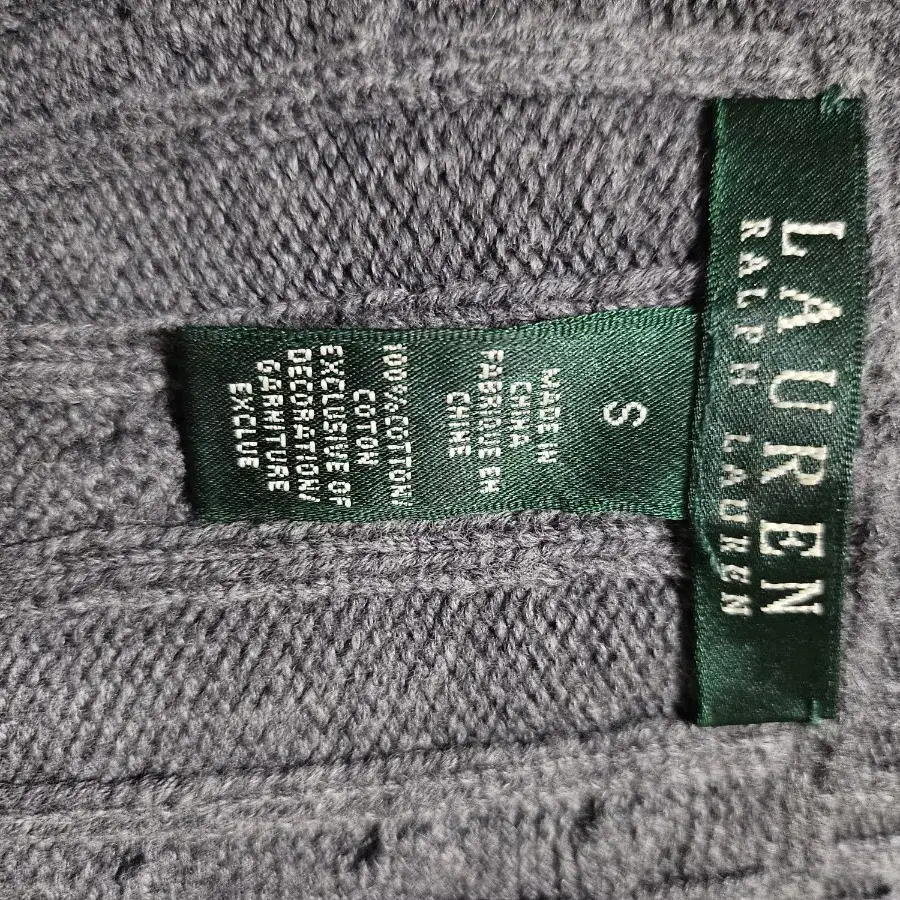 LAUREN
RALPH LAUREN
S
MADE IN
CHINA
FABRIQUE EN
CHINE
100% COTTON/
COTON
EXCLUSIVE OF
DECORATION/
GARNITURE
EXCLUE